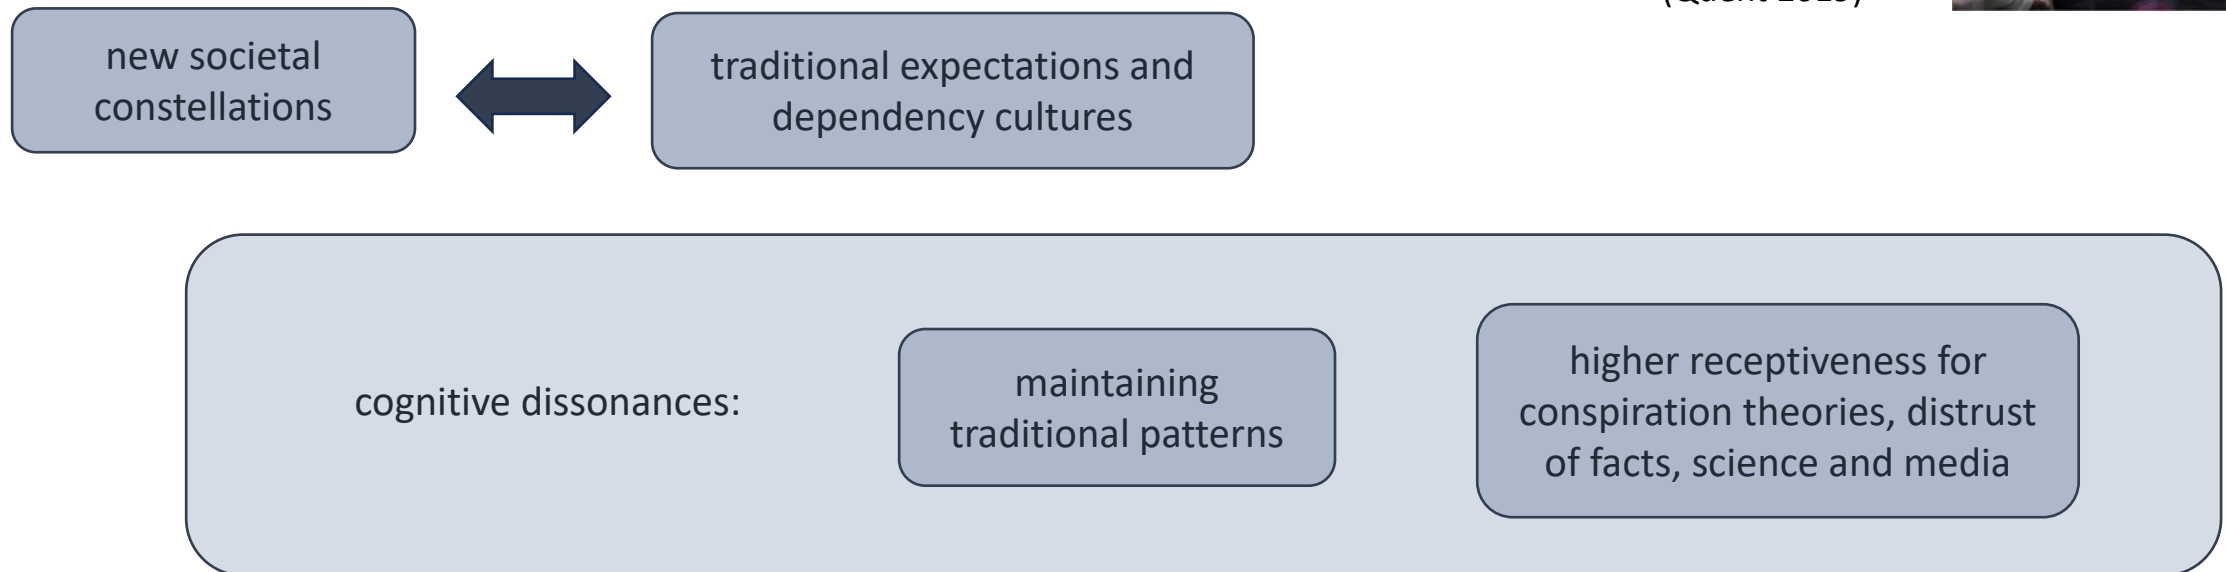 new societal
constellations
traditional expectations and
dependency cultures
cognitive dissonances:
maintaining
traditional patterns
higher receptiveness for
conspiration theories, distrust
of facts, science and media